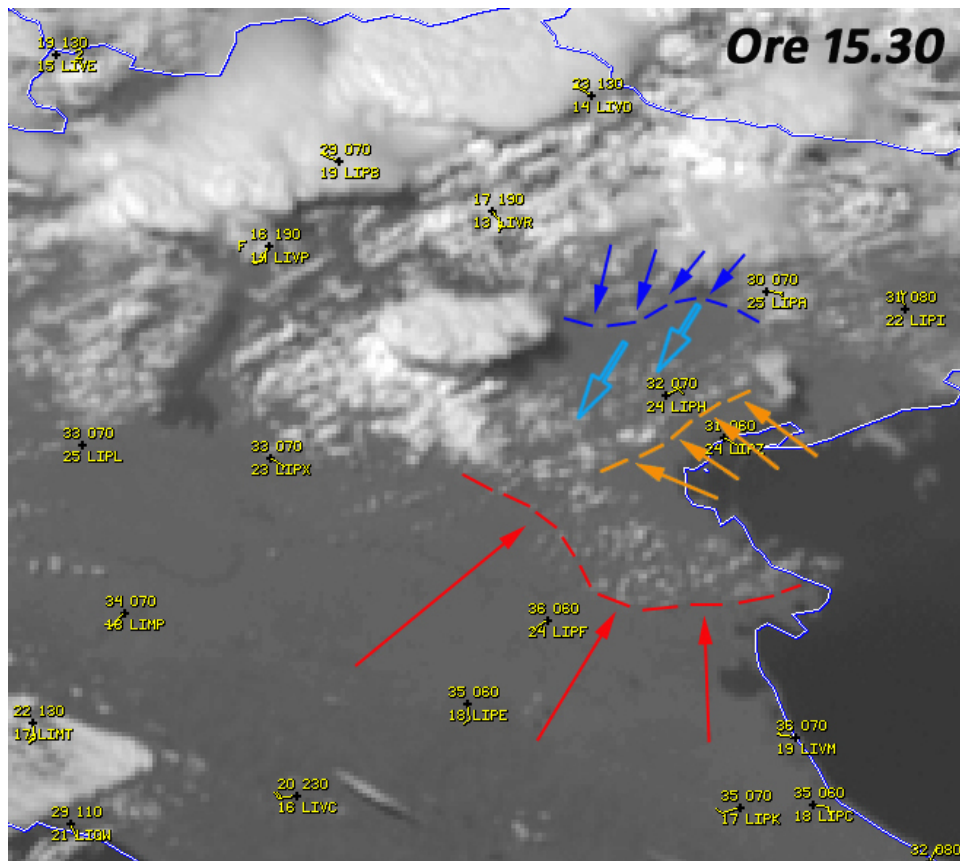 Ore 15.30
19 130
15 LIVE
23 130
14 LIVO
29 070
19 LIPB
17 190
13 LIVR
F 16 190
14 LIVP
30 070
25 LIPA
31 080
22 LIPI
32 070
24 LIPH
31 060
24 LIPZ
33 070
25 LIPL
33 070
23 LIPX
34 070
18 LIMP
36 060
24 LIPF
35 060
18 LIPE
22 130
17 LIMT
36 070
19 LIVM
20 230
16 LIVC
29 110
21 LIQW
35 070
17 LIPK
35 060
18 LIPC
32 080